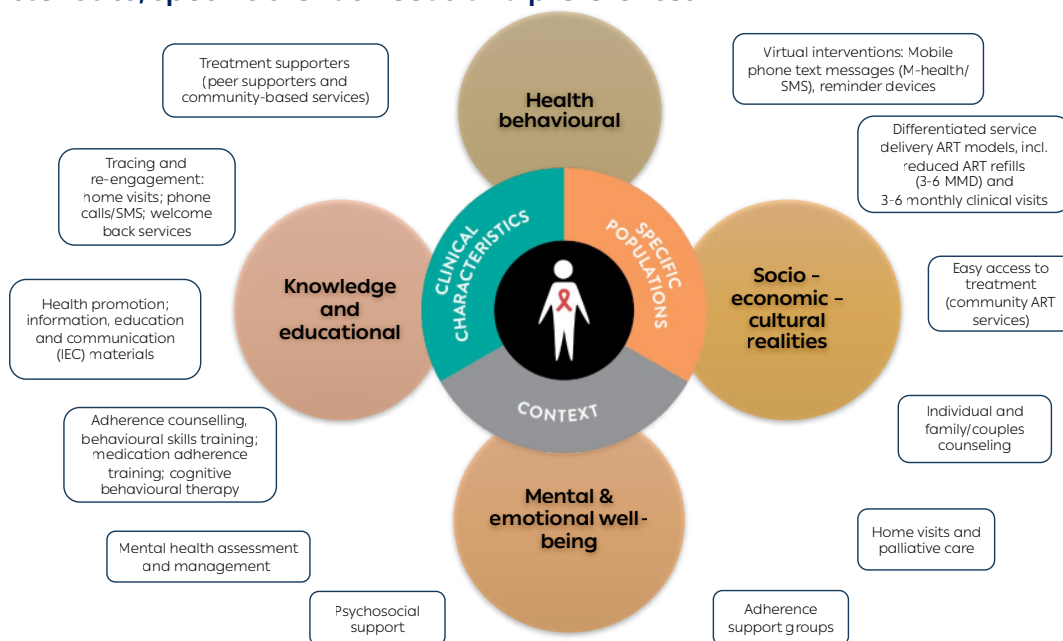 Treatment supporters
(peer supporters and
community-based services)
Health
behavioural
Virtual interventions: Mobile
phone text messages (M-health/
SMS), reminder devices
Differentiated service
delivery ART models, incl.
reduced ART refills
(3-6 MMD) and
3-6 monthly clinical visits
Tracing and
re-engagement:
home visits; phone
calls/SMS; welcome
back services
CLINICAL
CHARACTERISTICS
SPECIFIC
POPULATIONS
CONTEXT
Knowledge
and
educational
Socio -
economic –
cultural
realities
Easy access to
treatment
(community ART
services)
Health promotion;
information, education
and communication
(IEC) materials
Individual and
family/couples
counseling
Adherence counselling,
behavioural skills training;
medication adherence
training; cognitive
behavioural therapy
Mental &
emotional well-
being
Home visits and
palliative care
Mental health assessment
and management
Psychosocial
support
Adherence
support groups